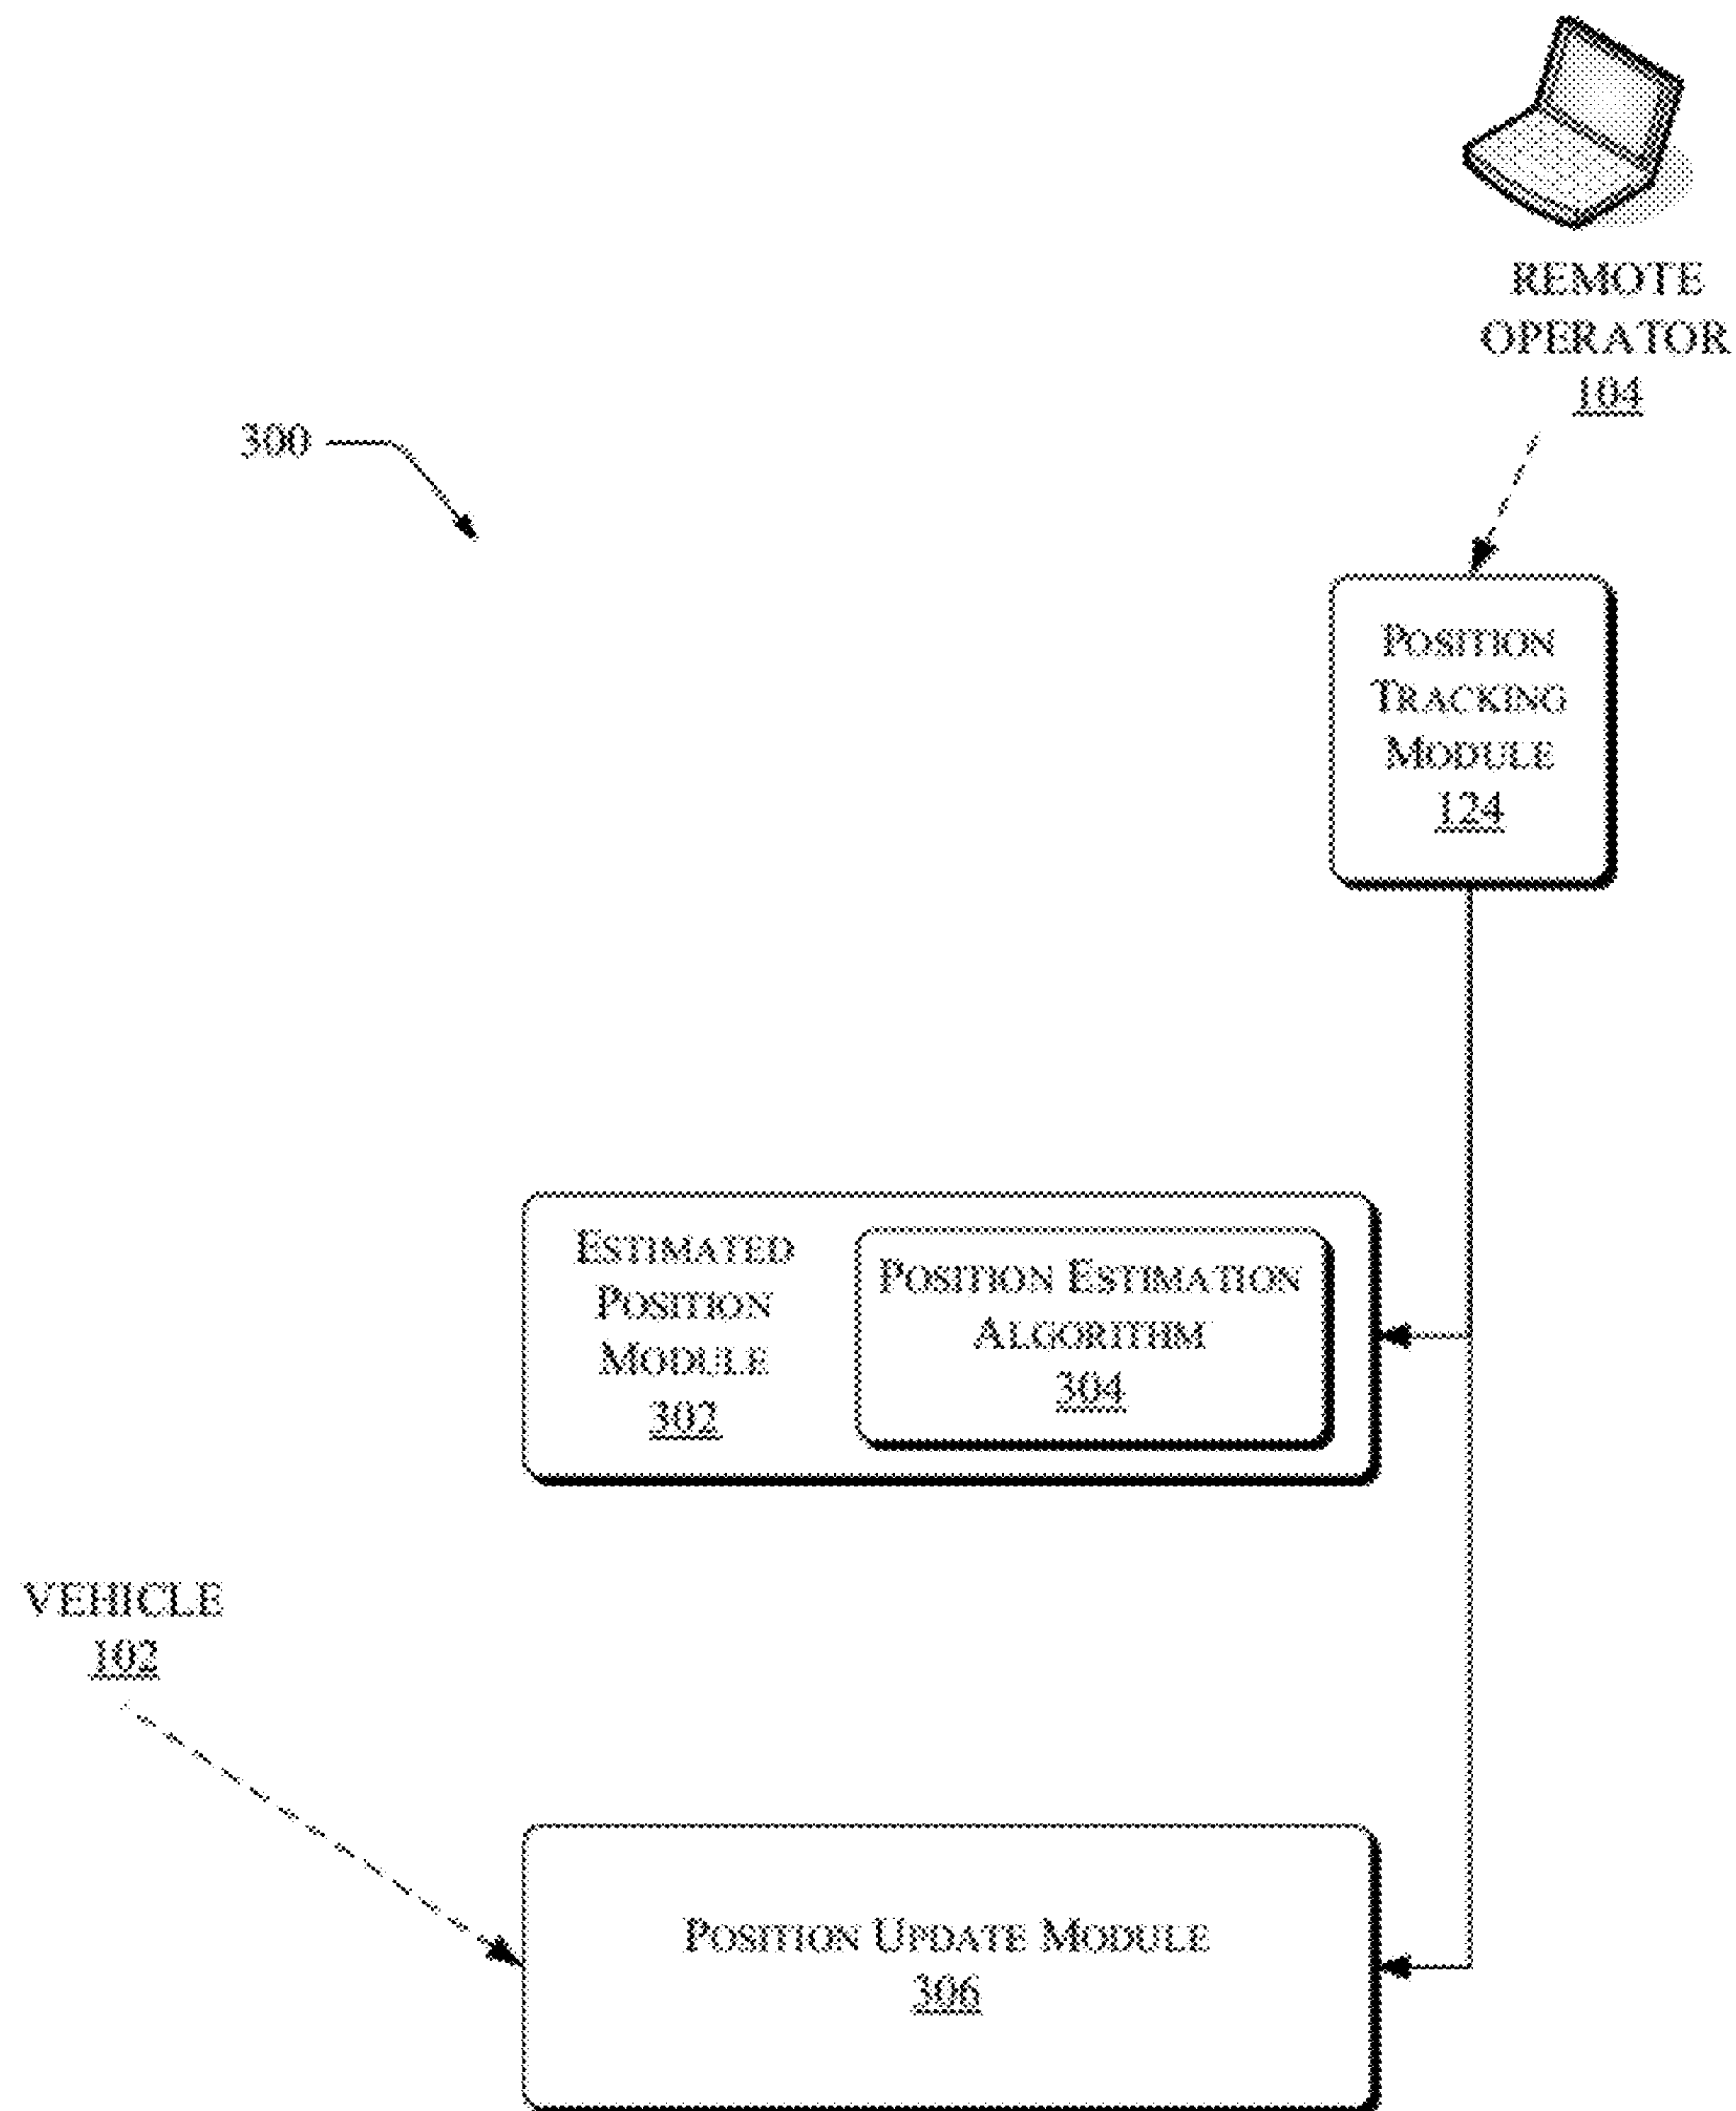 REMOTE
OPERATOR
104
300
POSITION
TRACKING
MODULE
124
ESTIMATED
POSITION
MODULE
302
POSITION ESTIMATION
ALGORITHM
304
VEHICLE
102
POSITION UPDATE MODULE
306